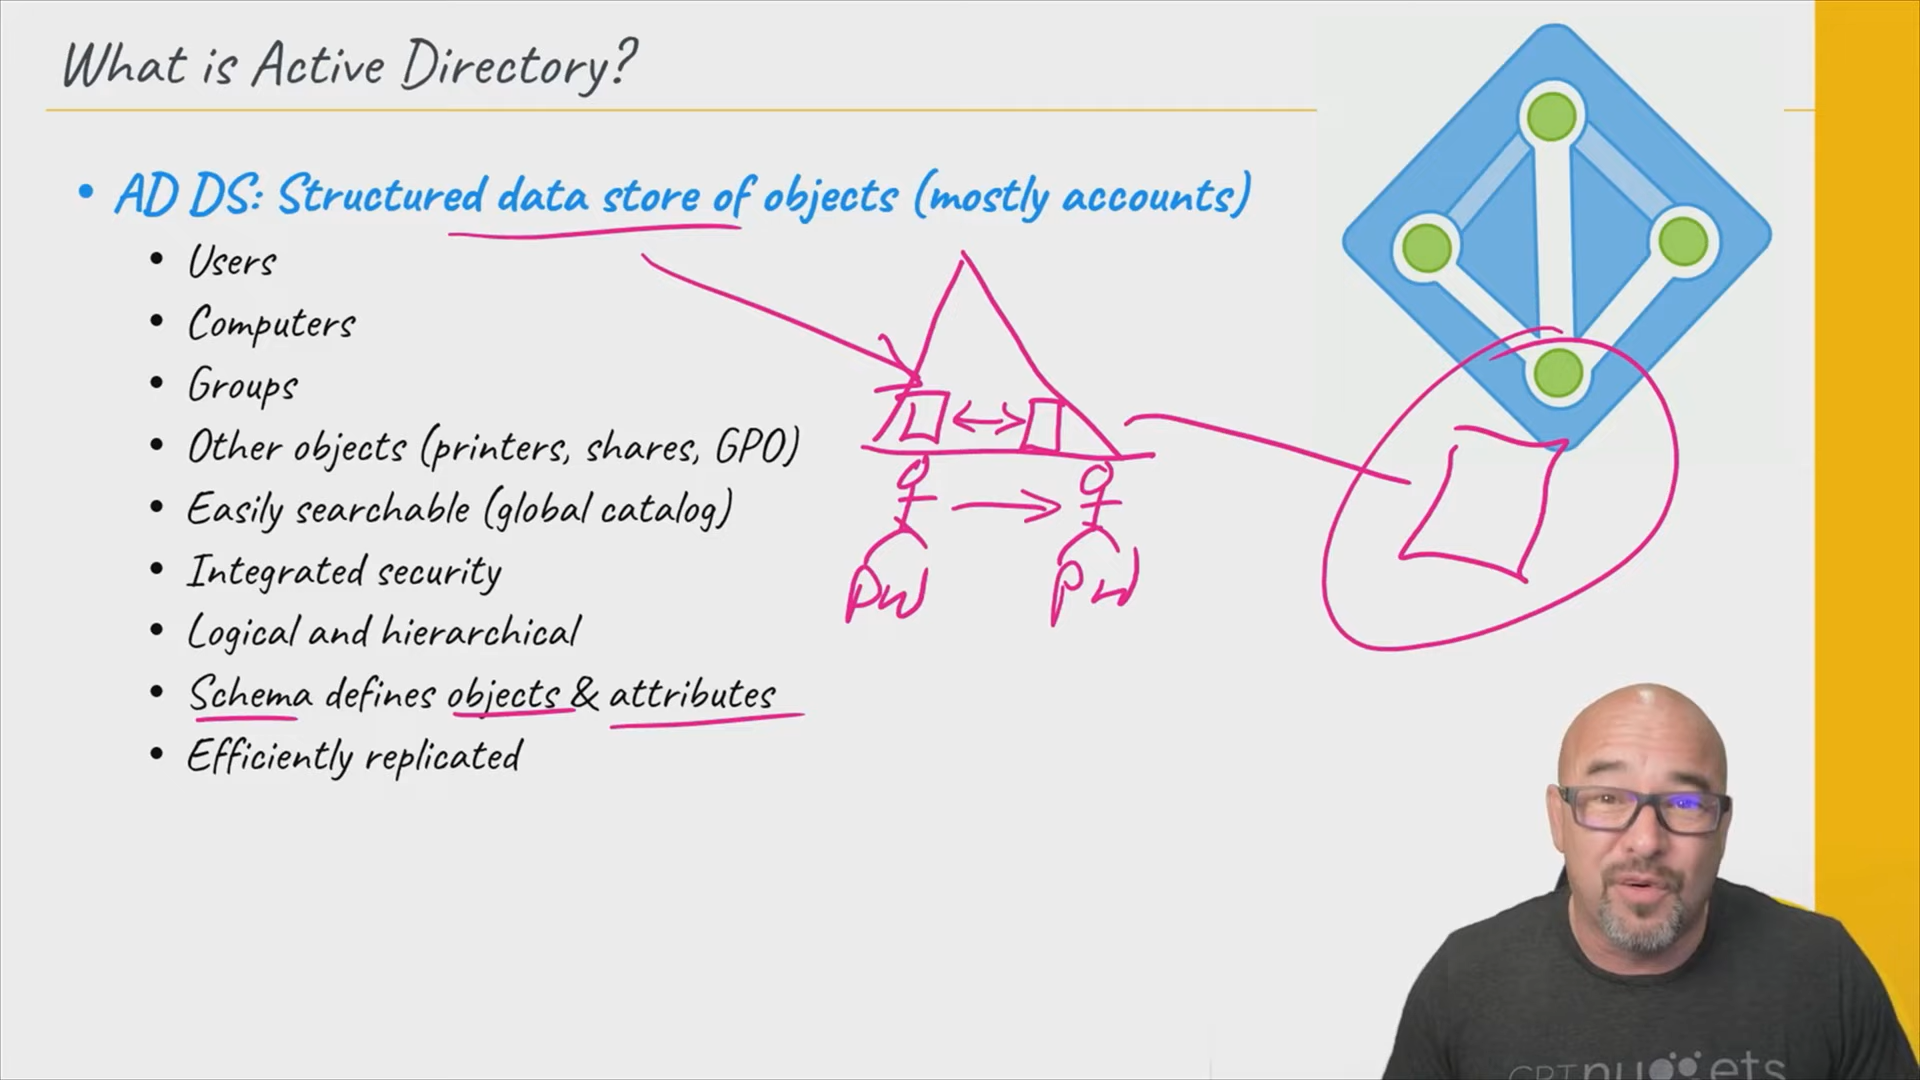 What is Active Directory?
• AD DS: Structured data store of objects (mostly accounts)
• Users
• Computers
• Groups
• Other objects (printers, shares, GPO)
• Easily searchable (global catalog)
• Integrated security
• Logical and hierarchical
• Schema defines objects & attributes
• Efficiently replicated
PW PW
CBTnuggets